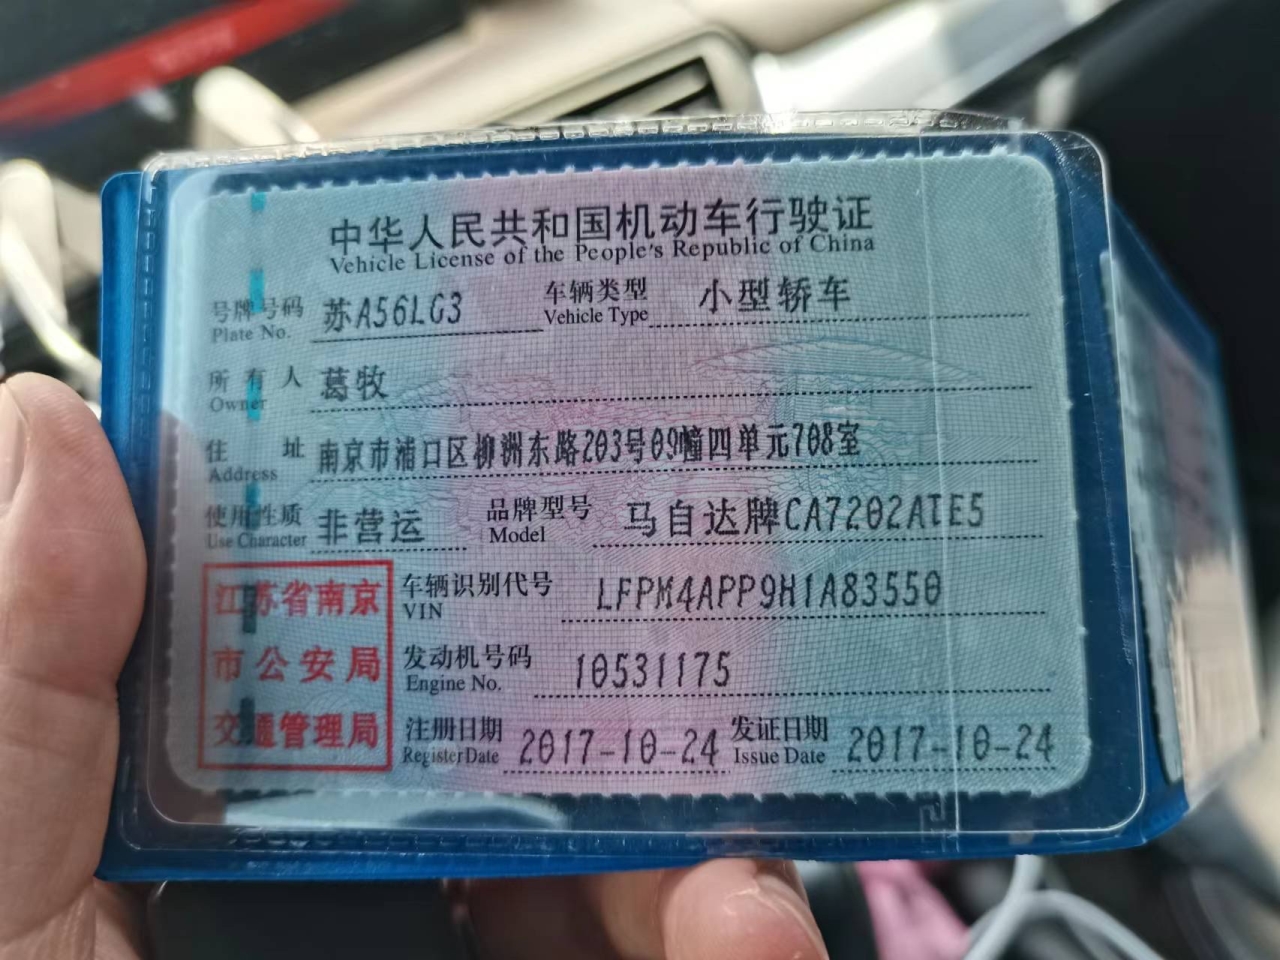 中华人民共和国机动车行驶证
Vehicle License of the People's Republic of China
号牌号码 苏A56LG3 车辆类型 小型轿车
Plate No. Vehicle Type
所有人 葛牧
Owner
住址 南京市浦口区柳洲东路203号09幢四单元708室
Address
使用性质 非营运 品牌型号 马自达牌CA7202ATE5
Use Character Model
江苏省南京
市公安局
交通管理局
车辆识别代号 LFPM4APP9H1A83550
VIN
发动机号码 10531175
Engine No.
注册日期 2017-10-24 发证日期 2017-10-24
Register Date Issue Date